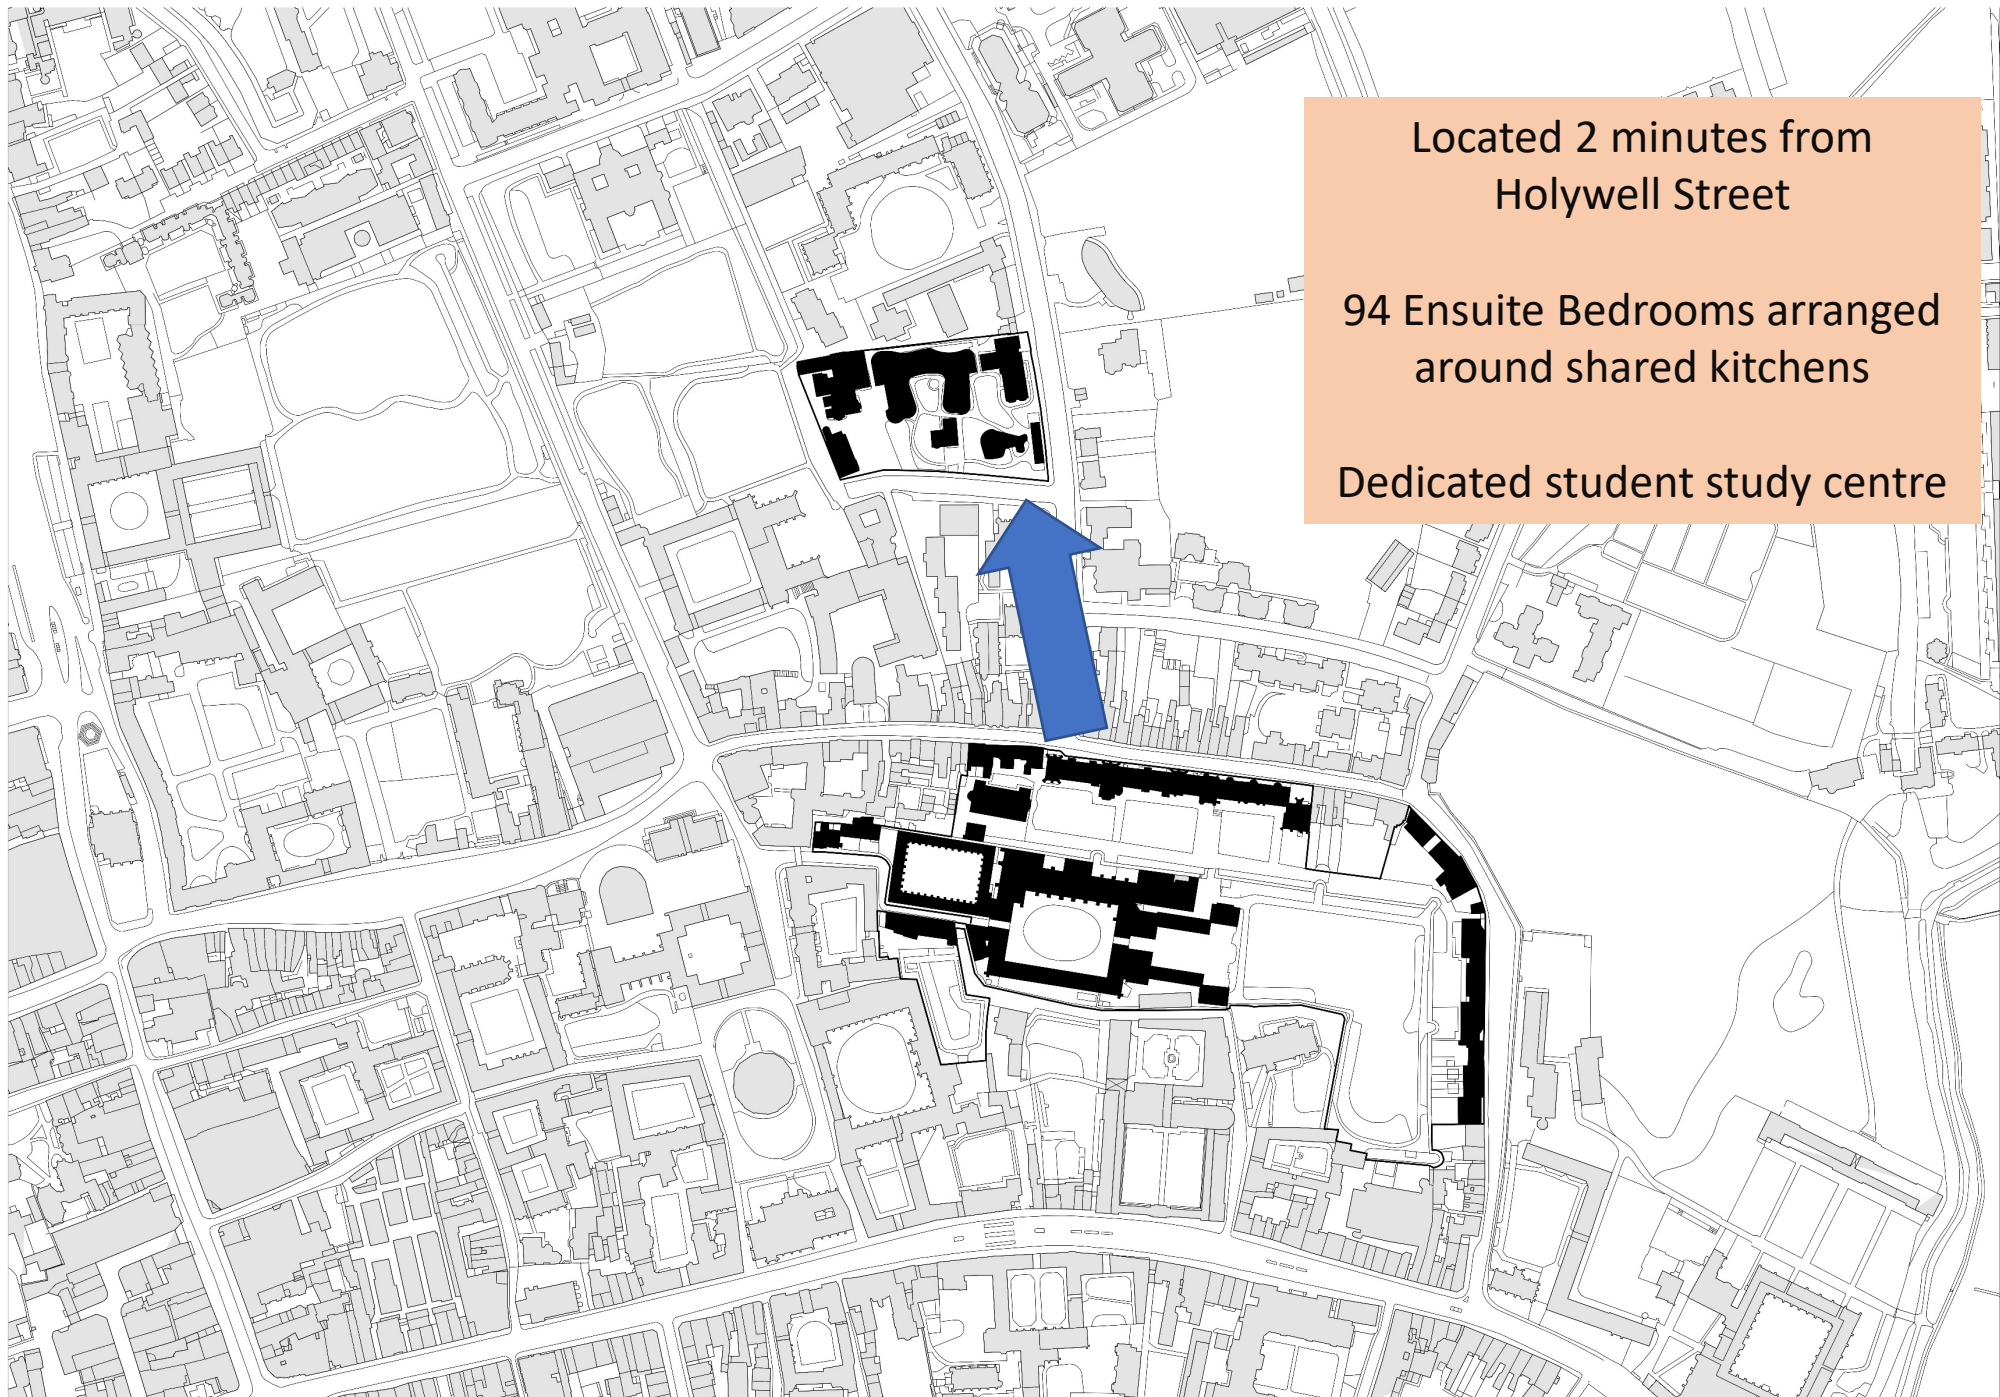 Located 2 minutes from
Holywell Street
94 Ensuite Bedrooms arranged
around shared kitchens
Dedicated student study centre